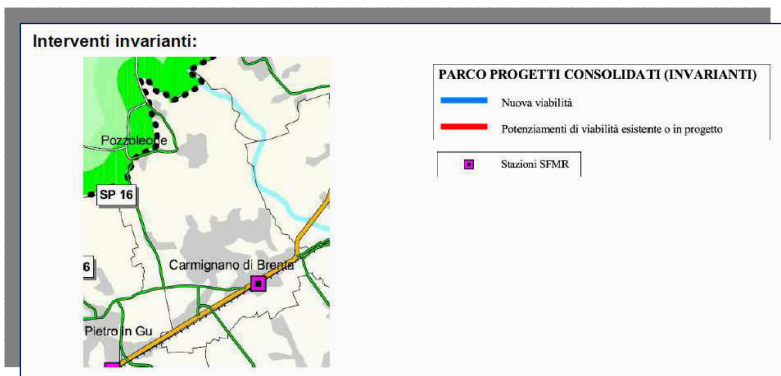 Interventi invarianti:
Pozzoleone
SP 16
6
Carmignano di Brenta
Pietro in Gu
PARCO PROGETTI CONSOLIDATI (INVARIANTI)
Nuova viabilità
Potenziamenti di viabilità esistente o in progetto
Stazioni SFMR